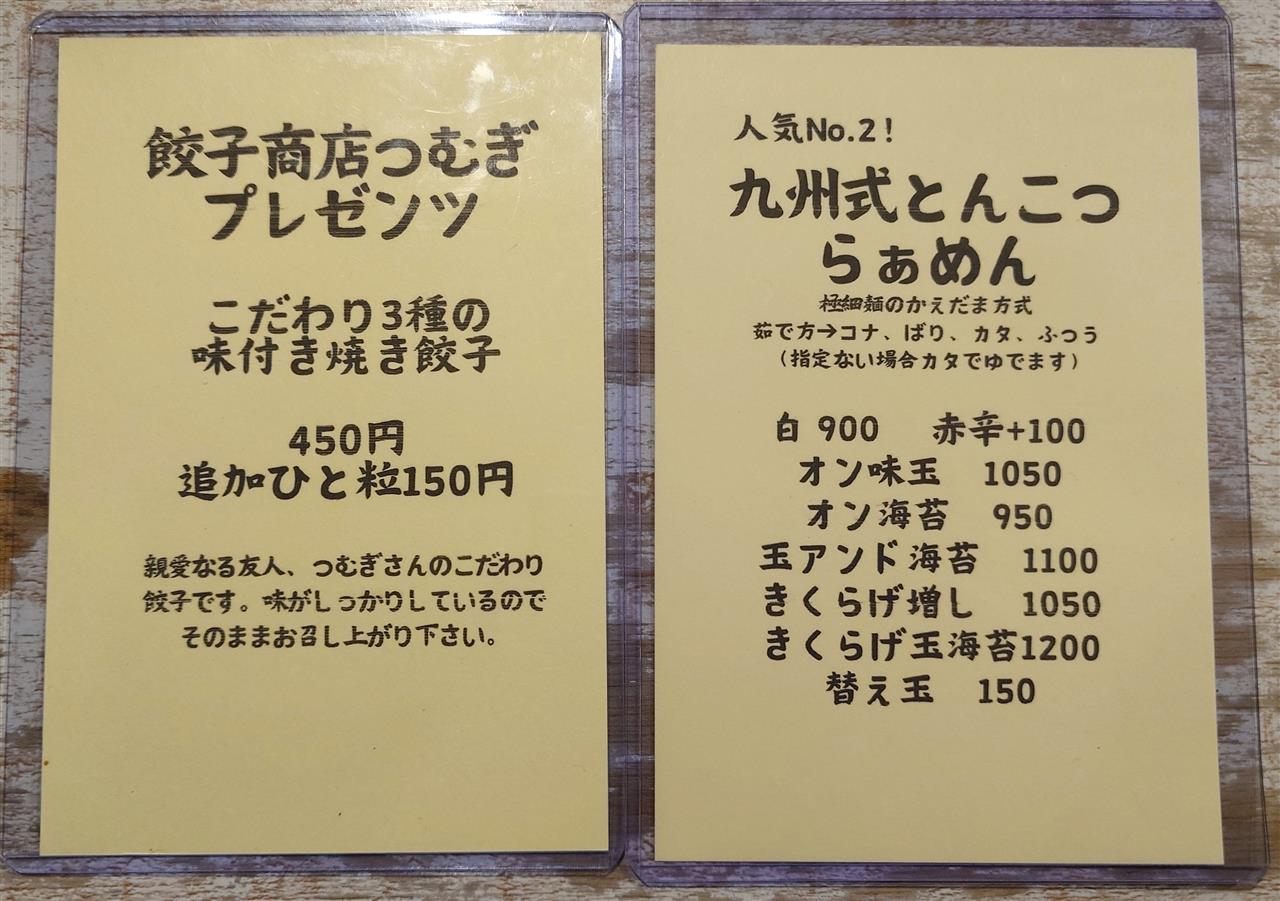 餃子商店つむぎ
プレゼンツ
こだわり3種の
味付き焼き餃子
450円
追加ひと粒150円
親愛なる友人、つむぎさんのこだわり
餃子です。味がしっかりしているので
そのままお召し上がり下さい。
人気No.2!
九州式とんこつ
らぁめん
極細麺のかえだま方式
茹で方→コナ、ばり、カタ、ふつう
(指定ない場合カタでゆでます)
白 900 赤辛+100
オン味玉 1050
オン海苔 950
玉アンド海苔 1100
きくらげ増し 1050
きくらげ玉海苔1200
替え玉 150